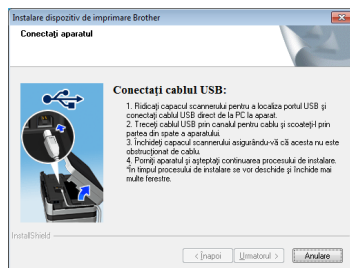 Instalare dispozitiv de imprimare Brother
Conectaţi aparatul
Conectaţi cablul USB:
1. Ridicaţi capacul scannerului pentru a localiza portul USB şi
conectaţi cablul USB direct de la PC la aparat.
2. Treceţi cablul USB prin canalul pentru cablu şi scoateţi-l prin
partea din spate a aparatului.
3. Închideţi capacul scannerului asigurându-vă că acesta nu este
obstrucţionat de cablu.
4. Porniţi aparatul şi aşteptaţi continuarea procesului de instalare.
*În timpul procesului de instalare se vor deschide şi închide mai
multe ferestre.
InstallShield
< Înapoi
Urmatorul >
Anulare